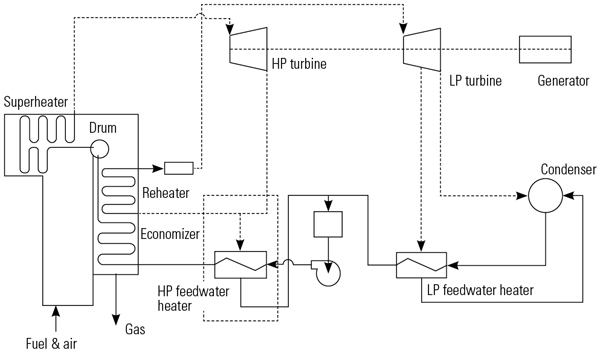 HP turbine
LP turbine
Generator
Superheater
Drum
Condenser
Reheater
Economizer
HP feedwater
heater
LP feedwater heater
Gas
Fuel & air